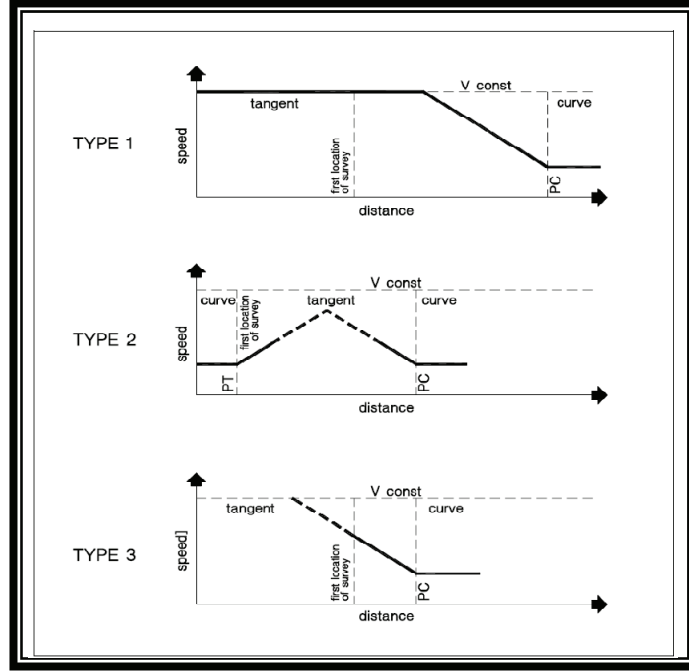 V const
tangent
curve
TYPE 1
speed
first location
of survey
PC
distance
V const
curve
tangent
curve
first location
of survey
TYPE 2
speed
PT
PC
distance
V const
tangent
curve
TYPE 3
speed]
first location
of survey
PC
distance